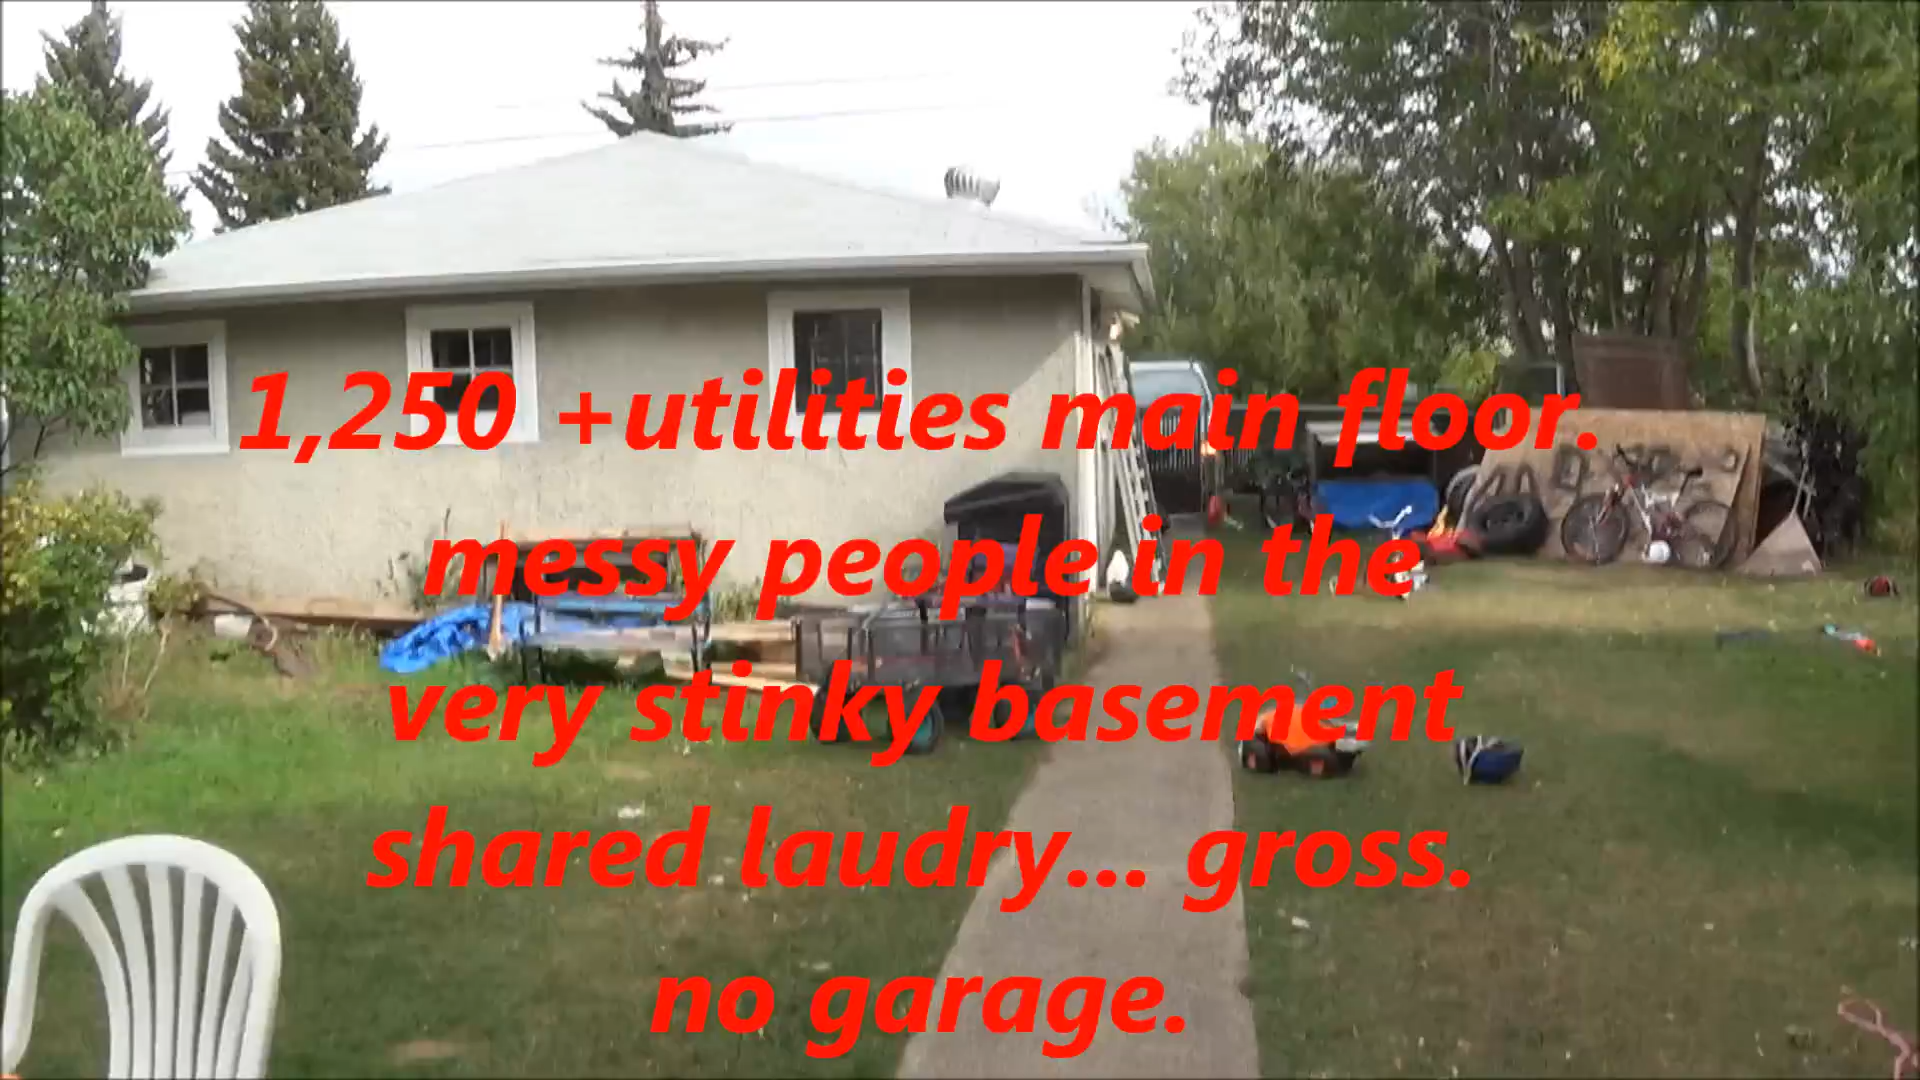 1,250 +utilities main floor.
messy people in the
very stinky basement
shared laudry... gross.
no garage.